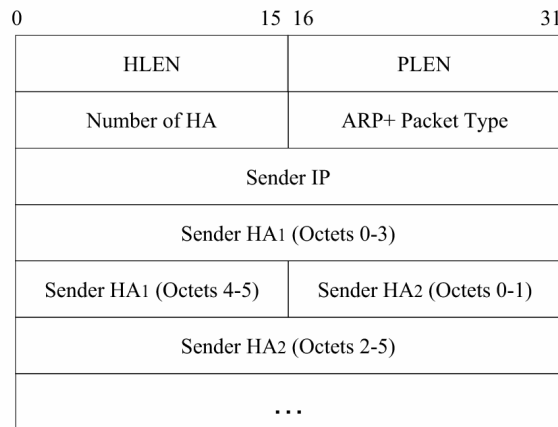 0 15 16 31
HLEN PLEN
Number of HA ARP+ Packet Type
Sender IP
Sender HA1 (Octets 0-3)
Sender HA1 (Octets 4-5) Sender HA2 (Octets 0-1)
Sender HA2 (Octets 2-5)
...